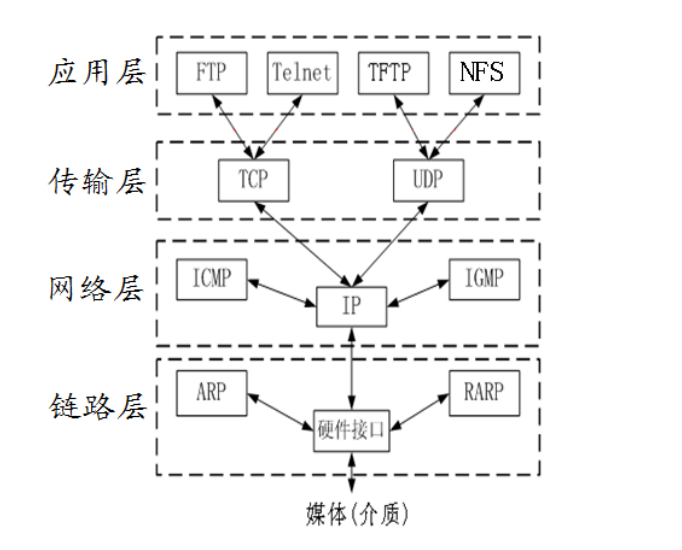 应用层 FTP Telnet TFTP NFS
传输层 TCP UDP
网络层 ICMP IP IGMP
链路层 ARP 硬件接口 RARP
媒体(介质)